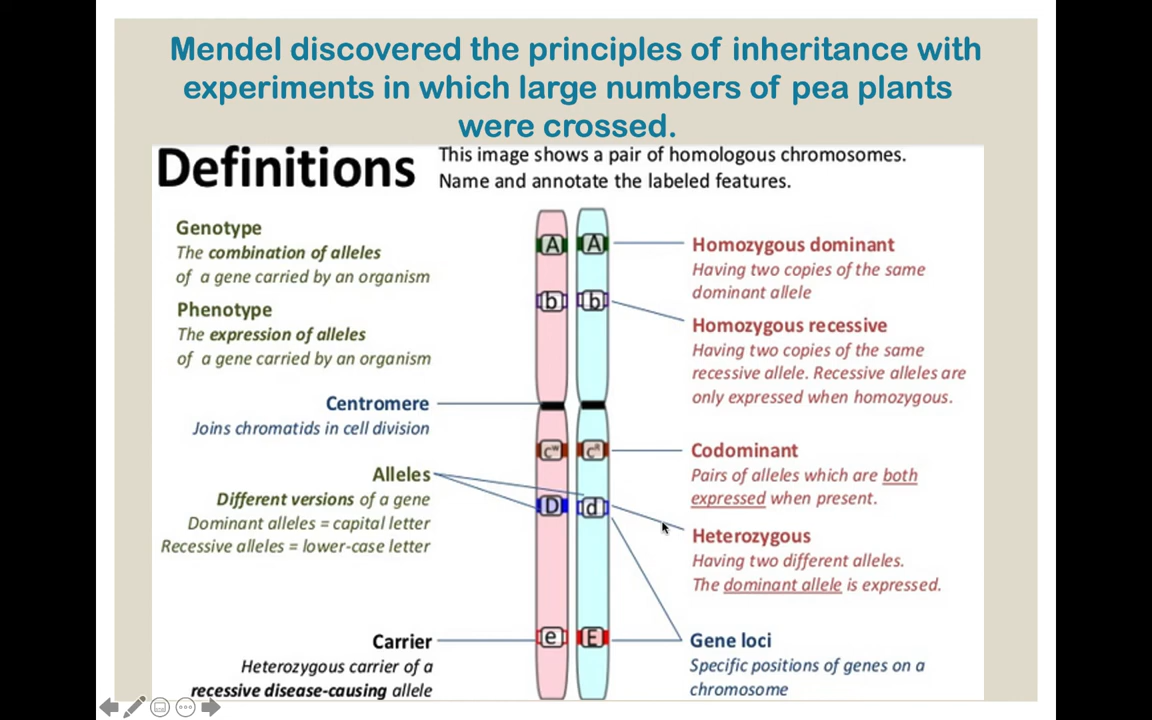 Mendel discovered the principles of inheritance with
experiments in which large numbers of pea plants
were crossed.
Definitions
This image shows a pair of homologous chromosomes.
Name and annotate the labeled features.
Genotype
The combination of alleles
of a gene carried by an organism
Phenotype
The expression of alleles
of a gene carried by an organism
Centromere
Joins chromatids in cell division
Alleles
Different versions of a gene
Dominant alleles = capital letter
Recessive alleles = lower-case letter
Carrier
Heterozygous carrier of a
recessive disease-causing allele
A A
b b
cᵂ cᴿ
D d
e E
Homozygous dominant
Having two copies of the same
dominant allele
Homozygous recessive
Having two copies of the same
recessive allele. Recessive alleles are
only expressed when homozygous.
Codominant
Pairs of alleles which are both
expressed when present.
Heterozygous
Having two different alleles.
The dominant allele is expressed.
Gene loci
Specific positions of genes on a
chromosome